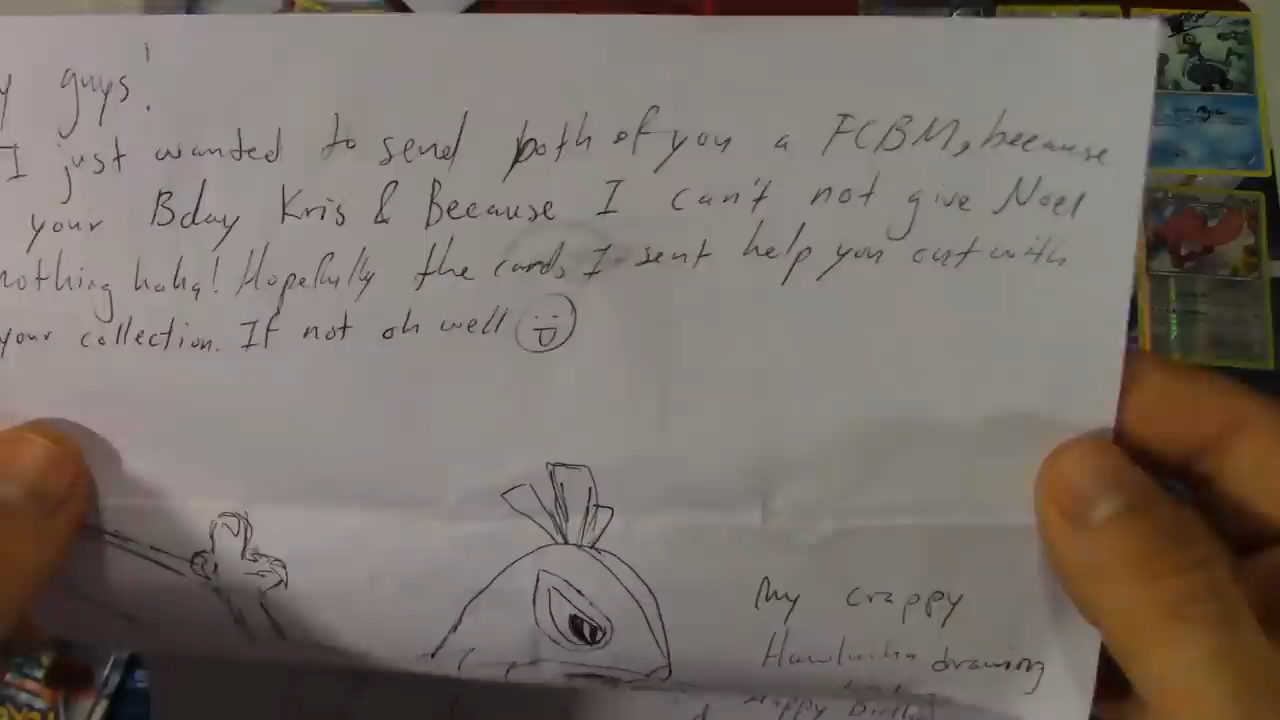 y guys!
I just wanted to send both of you a FCBM, because
your Bday Kris & Because I can't not give Noel
nothing haha! Hopefully the cards I sent help you out with
your collection. If not oh well
My crappy
Hawlucha drawing
Happy birth